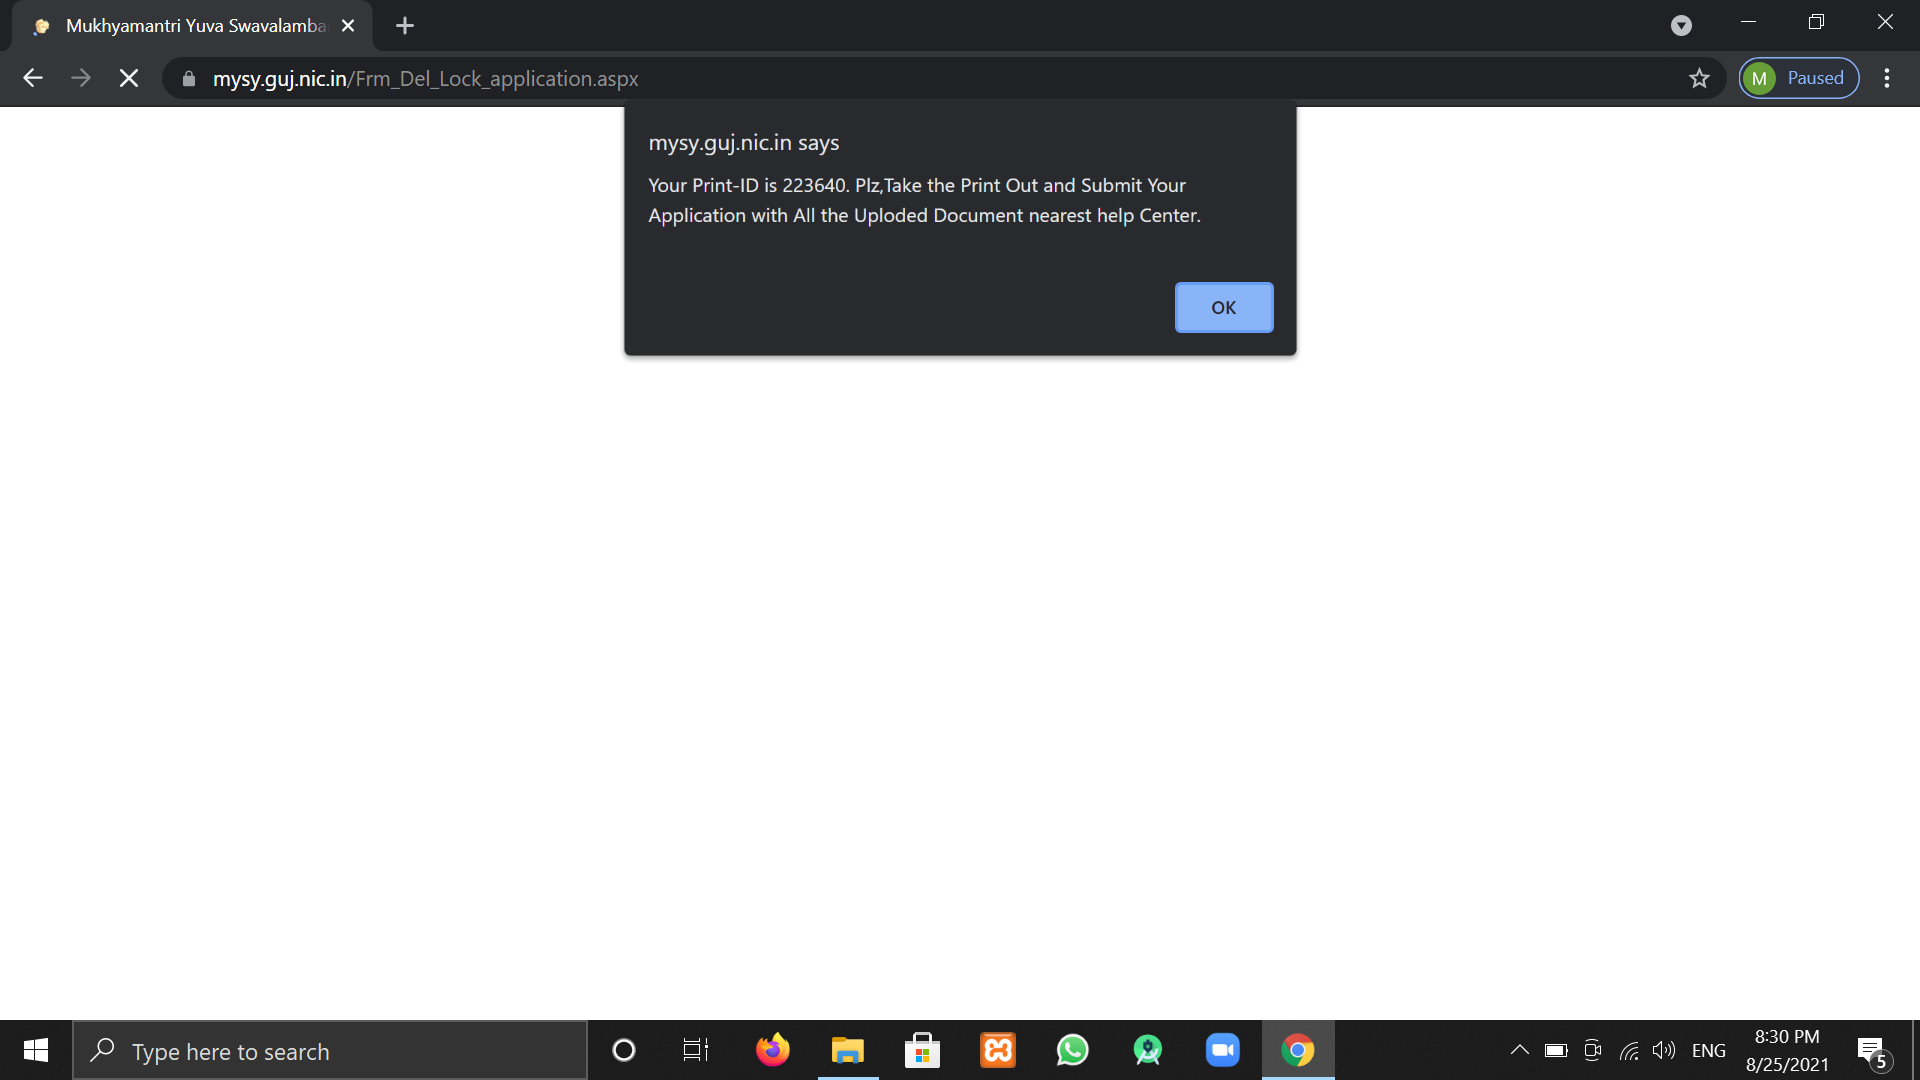 Mukhyamantri Yuva Swavalamba
mysy.guj.nic.in/Frm_Del_Lock_application.aspx
M Paused
mysy.guj.nic.in says
Your Print-ID is 223640. Plz,Take the Print Out and Submit Your
Application with All the Uploded Document nearest help Center.
OK
Type here to search
ENG
8:30 PM
8/25/2021
5